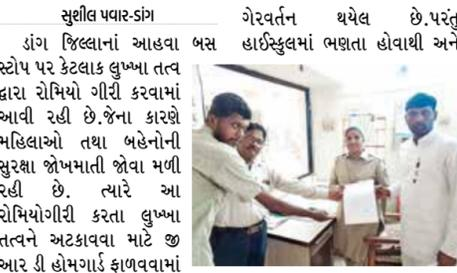 સુશીલ પવાર-ડાંગ
ડાંગ જિલ્લાનાં આહવા બસ
સ્ટોપ પર કેટલાક લુખ્ખા તત્વ
દ્વારા રોમિયો ગીરી કરવામાં
આવી રહી છે.જેના કારણે
મહિલાઓ તથા બહેનોની
સુરક્ષા જોખમાતી જોવા મળી
રહી છે. ત્યારે આ
રોમિયોગીરી કરતા લુખ્ખા
તત્વને અટકાવવા માટે જી
આર ડી હોમગાર્ડ ફાળવવામાં
ગેરવર્તન થયેલ છે.પરંતુ
હાઈસ્કુલમાં ભણતા હોવાથી અને